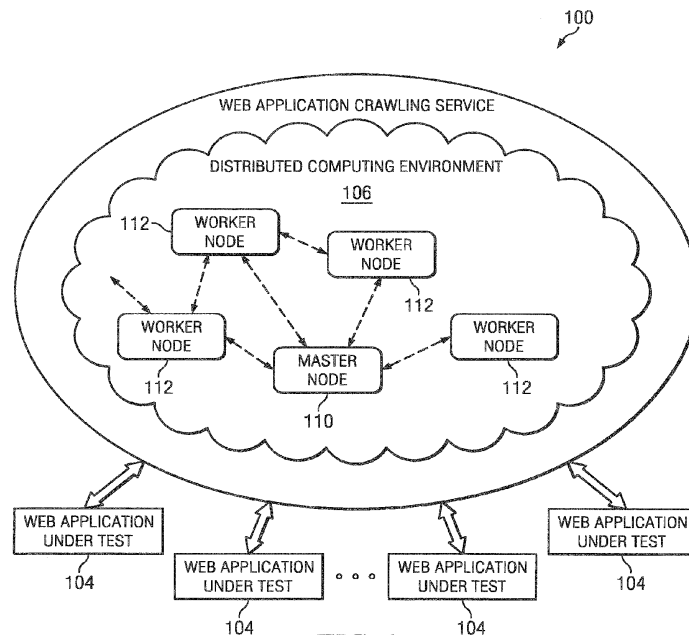 100
WEB APPLICATION CRAWLING SERVICE
DISTRIBUTED COMPUTING ENVIRONMENT
106
112
WORKER
NODE
WORKER
NODE
112
WORKER
NODE
112
MASTER
NODE
110
WORKER
NODE
112
WEB APPLICATION
UNDER TEST
104
WEB APPLICATION
UNDER TEST
104
WEB APPLICATION
UNDER TEST
104
WEB APPLICATION
UNDER TEST
104